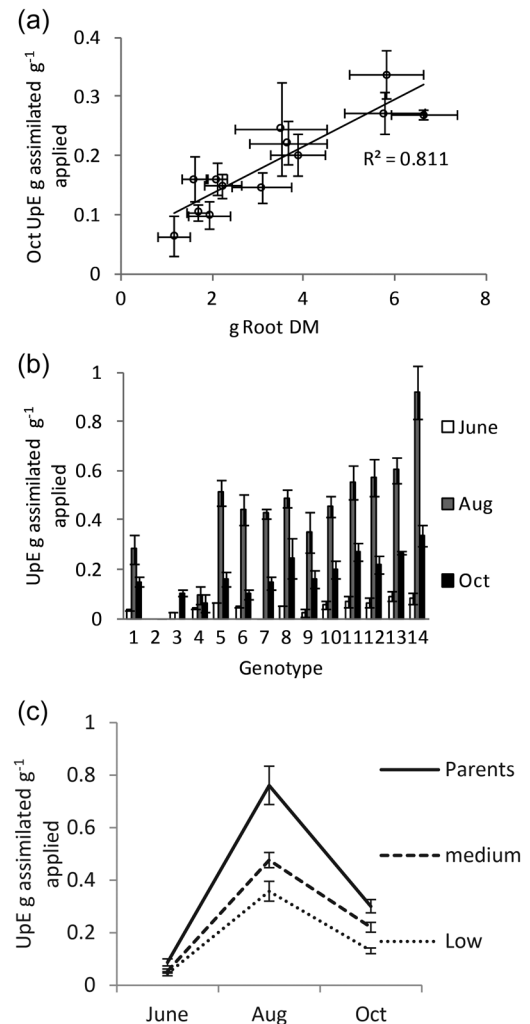 (a)
Oct UpE g assimilated g⁻¹
applied
0.4
0.3
0.2
0.1
0
R² = 0.811
0 2 4 6 8
g Root DM
(b)
UpE g assimilated g⁻¹
applied
1
0.8
0.6
0.4
0.2
0
June
Aug
Oct
1 2 3 4 5 6 7 8 9 10 11 12 13 14
Genotype
(c)
UpE g assimilated g⁻¹
applied
1
0.8
0.6
0.4
0.2
0
Parents
medium
Low
June Aug Oct